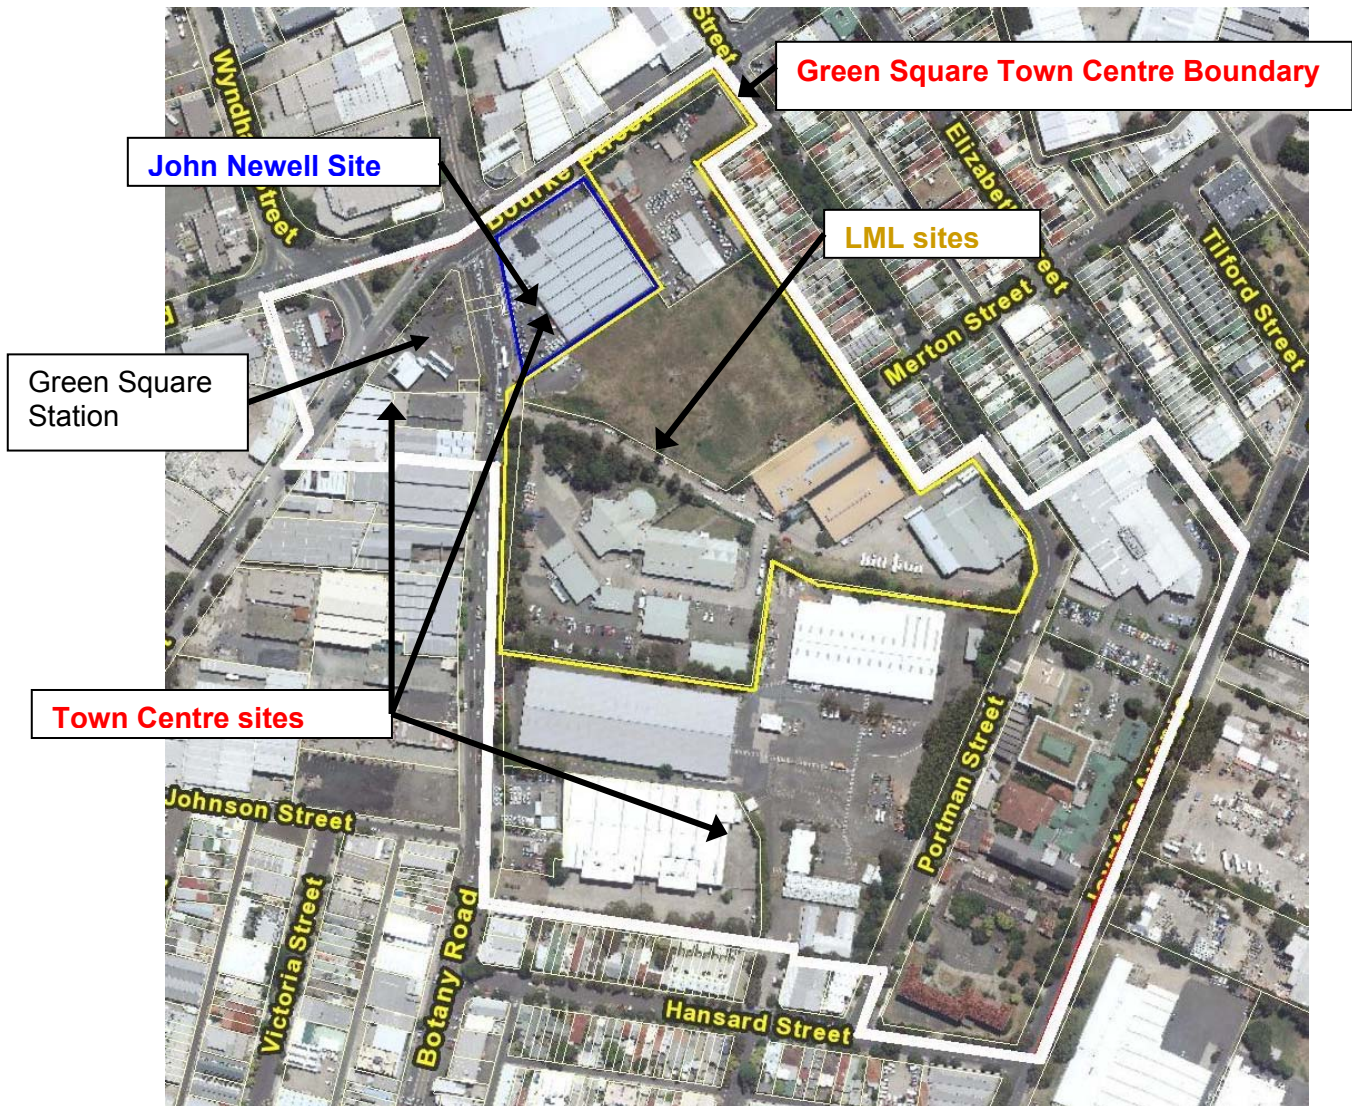 Green Square Town Centre Boundary
John Newell Site
LML sites
Green Square
Station
Town Centre sites
Street
Bourke Street
Merton Street
Tilford Street
Johnson Street
Victoria Street
Botany Road
Hansard Street
Portman Street